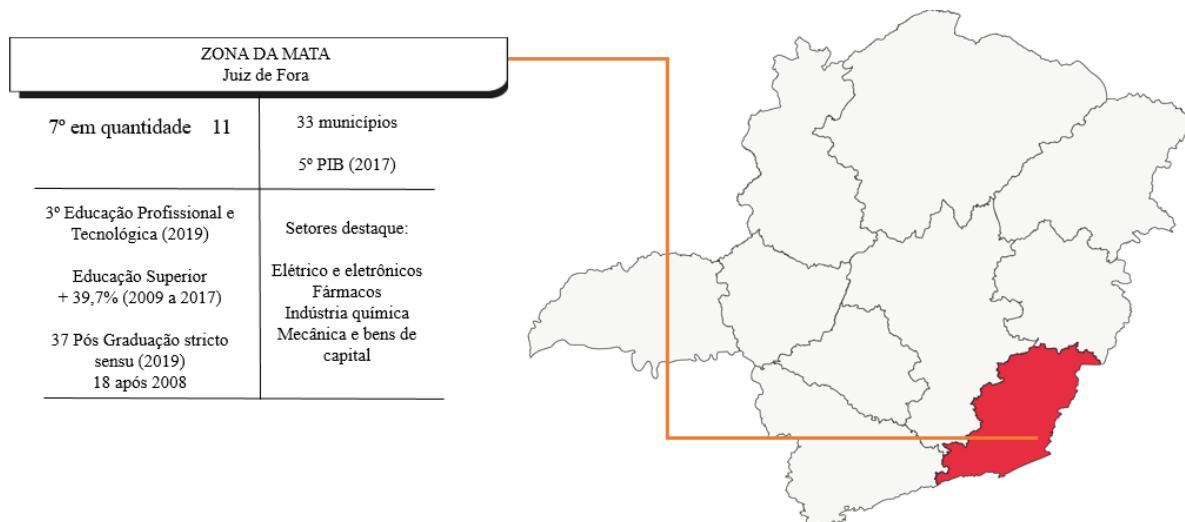 ZONA DA MATA
Juiz de Fora
7º em quantidade 11
33 municípios
5º PIB (2017)
3º Educação Profissional e
Tecnológica (2019)
Educação Superior
+ 39,7% (2009 a 2017)
37 Pós Graduação stricto
sensu (2019)
18 após 2008
Setores destaque:
Elétrico e eletrônicos
Fármacos
Indústria química
Mecânica e bens de
capital